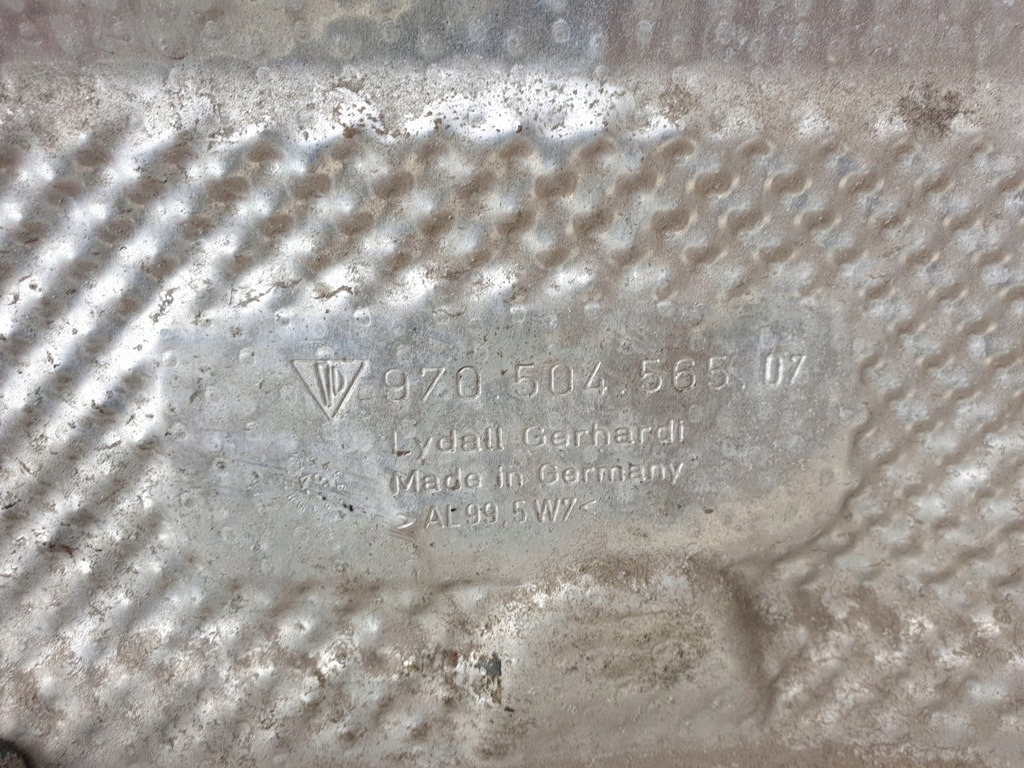 970.504.565.07
Lydall Gerhardi
Made in Germany
>AL99,5W7<